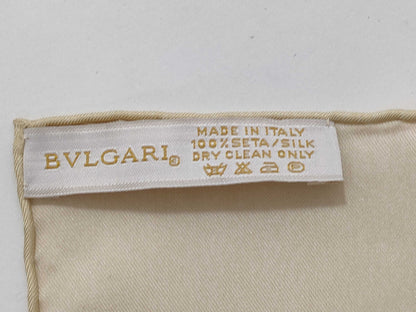 BVLGARI®
MADE IN ITALY
100% SETA/SILK
DRY CLEAN ONLY